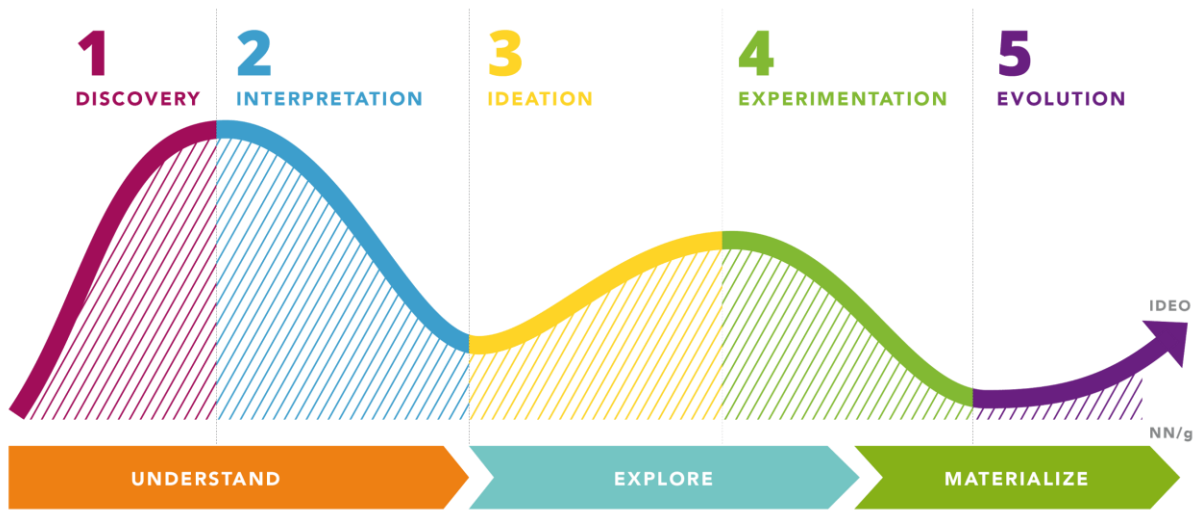 1
DISCOVERY
2
INTERPRETATION
3
IDEATION
4
EXPERIMENTATION
5
EVOLUTION
IDEO
NN/g
UNDERSTAND
EXPLORE
MATERIALIZE